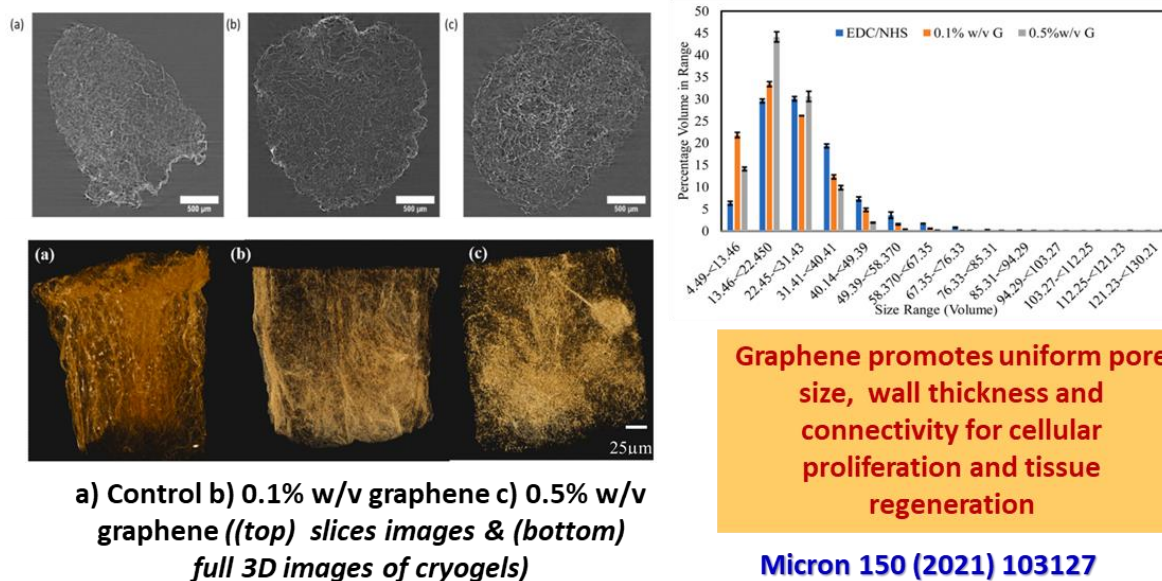 (a)
(b)
(c)
500 μm
500 μm
500 μm
(a)
(b)
(c)
25μm
a) Control b) 0.1% w/v graphene c) 0.5% w/v
graphene ((top) slices images & (bottom)
full 3D images of cryogels)
EDC/NHS 0.1% w/v G 0.5%w/v G
Percentage Volume in Range
50
45
40
35
30
25
20
15
10
5
0
4.49-<13.46
13.46-<22.450
22.45-<31.43
31.41-<40.41
40.14-<49.39
49.39-<58.370
58.370-<67.35
67.35-<76.33
76.33-<85.31
85.31-<94.29
94.29-<103.27
103.27-<112.25
112.25-<121.23
121.23-<130.21
Size Range (Volume)
Graphene promotes uniform pore
size, wall thickness and
connectivity for cellular
proliferation and tissue
regeneration
Micron 150 (2021) 103127